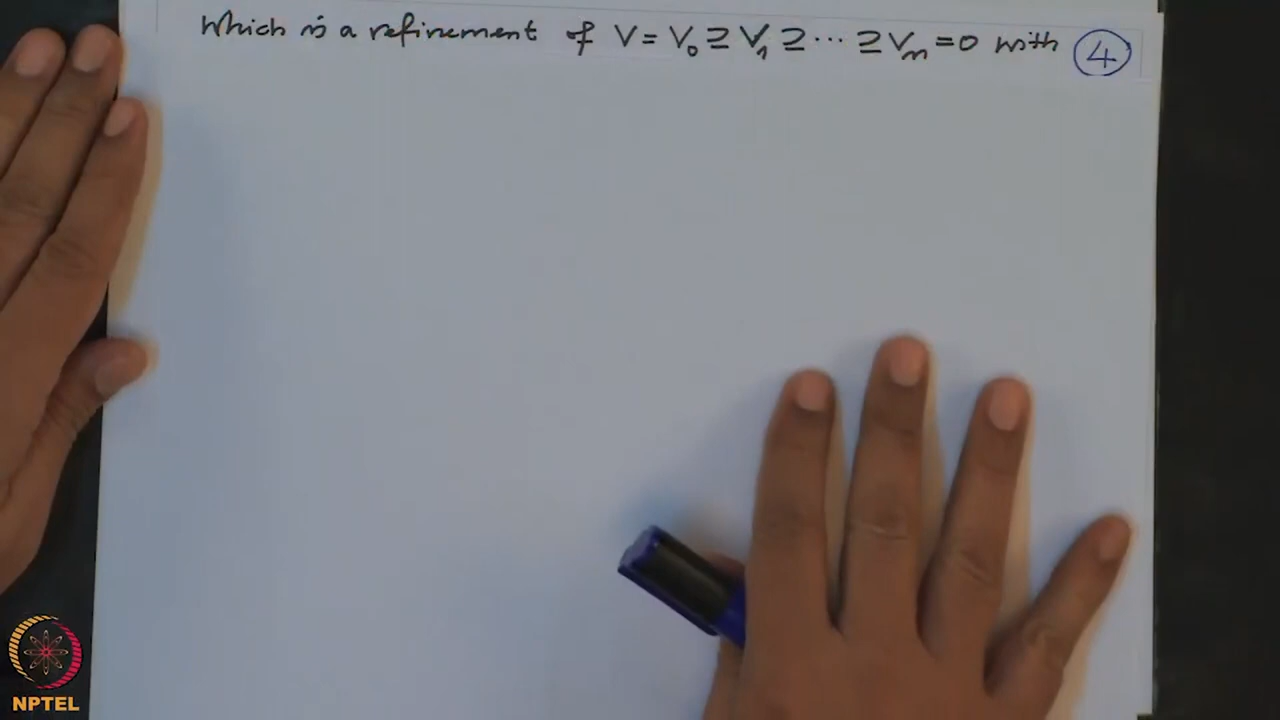 Which is a refinement of V = V₀ ⊇ V₁ ⊇ ⋯ ⊇ Vₘ = 0 with ④
NPTEL